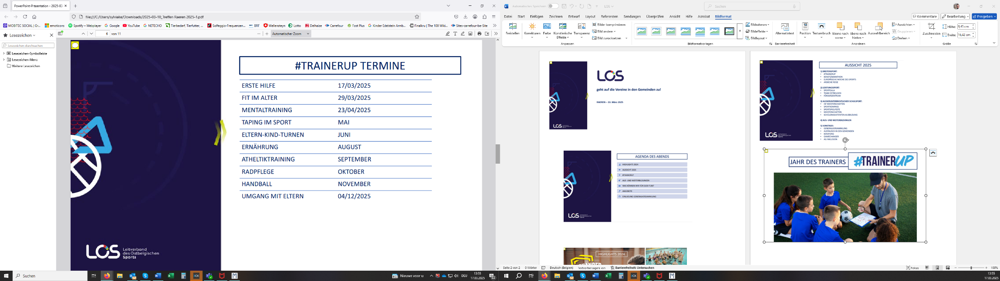 PowerPoint-Präsentation - 2025-03-
file:///C:/Users/sylviake/Downloads/2025-03-10_Treffen Raeren 2025-1.pdf
MOBITEC SOCIAL | Gr... emoticons Spotify – Webplayer Google YouTube NETECHO Tierbedarf, Tierfutter, ... Solfeggio-Frequenzen... BRF Wellensteyn Lotto Delhaize Carrefour Fost Plus Kinder Edelstein Armb... Finalkru | The 100 Wiki... Sites-carrefour-be-Site
Lesezeichen
6 von 11
Automatischer Zoom
Lesezeichen durchsuchen
Lesezeichen-Symbolleiste
Lesezeichen-Menü
Weitere Lesezeichen
#TRAINERUP TERMINE
ERSTE HILFE 17/03/2025
FIT IM ALTER 29/03/2025
MENTALTRAINING 23/04/2025
TAPING IM SPORT MAI
ELTERN-KIND-TURNEN JUNI
ERNÄHRUNG AUGUST
ATHELTIKTRAINING SEPTEMBER
RADPFLEGE OKTOBER
HANDBALL NOVEMBER
UMGANG MIT ELTERN 04/12/2025
LOS
Leitverband
des Ostbelgischen
Sports
Suchen
Nieuws voor u
DEU
13:55
17.03.2025
22
Automatisches Speichern
LOS
Suchen
Datei Start Einfügen Zeichnen Entwurf Layout Referenzen Sendungen Überprüfen Ansicht Hilfe Acrobat Bildformat
Kommentare Bearbeitung Freigeben
Freistellen
Korrekturen
Farbe
Künstlerische
Effekte
Transparenz
Bilder komprimieren
Bild ändern
Bild zurücksetzen
Anpassen
Bildformatvorlagen
Bildrahmen
Bildeffekte
Bildlayout
Alternativtext
Barrierefreiheit
Position
Textumbruch
Ebene nach
vorne
Ebene nach
hinten
Auswahlbereich
Ausrichten
Gruppieren
Drehen
Anordnen
Zuschneiden
Höhe: 9,45 cm
Breite: 16,42 cm
Größe
LOS
geht auf die Vereine in den Gemeinden zu!
RAEREN – 10. März 2025
LOS
AGENDA DES ABENDS
HIGHLIGHTS 2024
AUSSICHT 2025
#TRAINERUP
AUS- UND WEITERBILDUNGEN
WAS KÖNNEN WIR FÜR EUCH TUN?
ANGEBOTE
EINLADUNG GENERALVERSAMMLUNG
LOS
HIGHLIGHTS 2024
AUSSICHT 2025
1) BREITENSPORT:
#TRAINERUP
BENEFIZMARATHON
EUROPÄISCHE WOCHE DES SPORTS
ARDECHE REISE
2) LEISTUNGSSPORT:
SPORTGALA
TEAM OSTBELGIEN
FÖRDERZENTRUM
3) AUSSERUNTERRICHTLICHER SCHULSPORT:
ISF MEISTERSCHAFTEN
SPORTKOMPASS
SPORTSPIELFESTE
MEISTERSCHAFTEN
SCHÜLERASSISTENTEN-AUSBILDUNG
4) AUS- UND WEITERBILDUNGEN
5) SONSTIGES:
GENERALVERSAMMLUNG
AUSTAUSCH IN DEN GEMEINDEN
BERATUNG
GAMECHANGER
AG INKLUSION
LOS
JAHR DES TRAINERS
#TRAINERUP
Seite 2 von 2 0 Wörter Deutsch (Belgien) Textvorhersagen: ein Barrierefreiheit: Untersuchen
Fokus
100%
13:55
17.03.2025